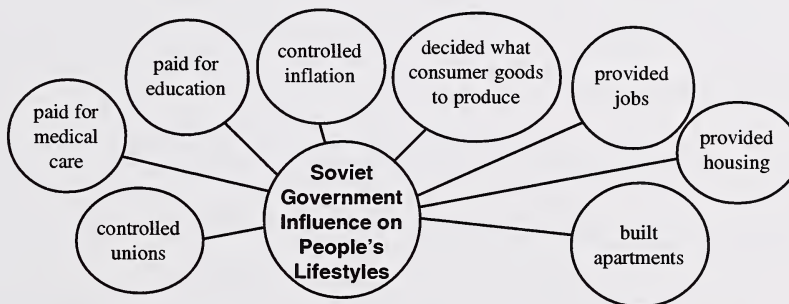 paid for
medical
care
paid for
education
controlled
inflation
decided what
consumer goods
to produce
provided
jobs
provided
housing
controlled
unions
Soviet
Government
Influence on
People's
Lifestyles
built
apartments